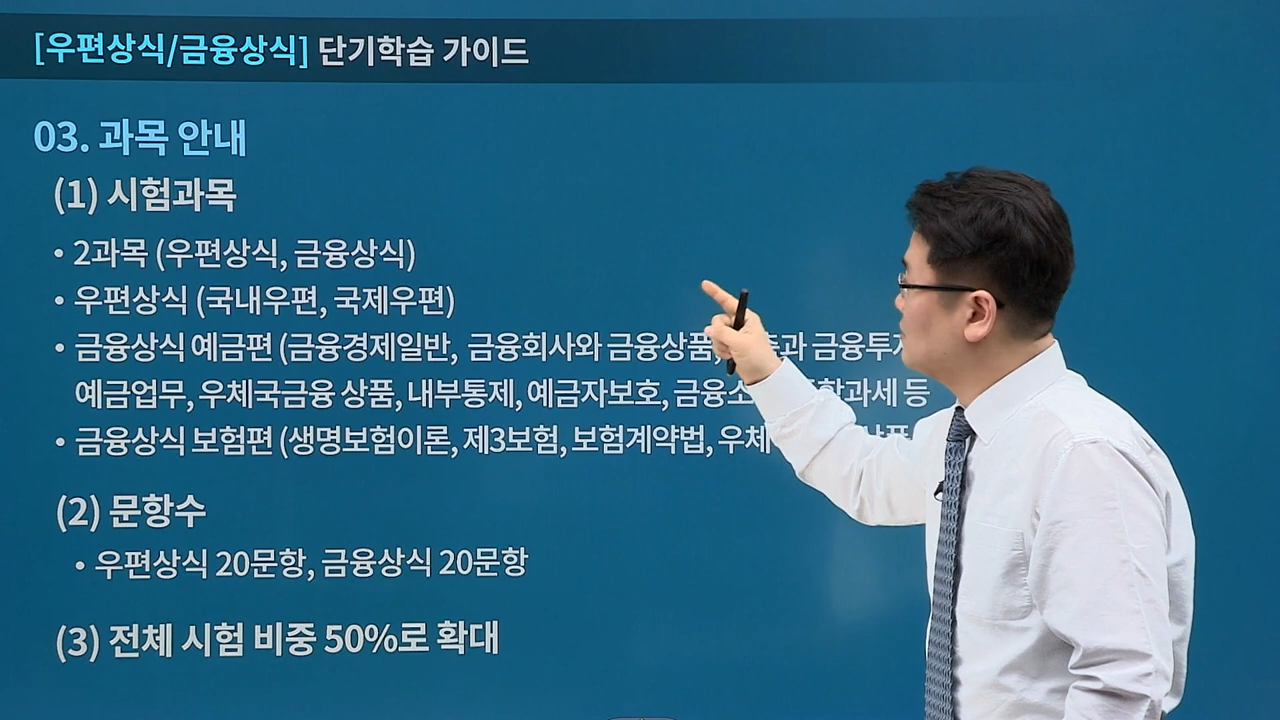 [우편상식/금융상식] 단기학습 가이드
03. 과목 안내
(1) 시험과목
• 2과목 (우편상식, 금융상식)
• 우편상식 (국내우편, 국제우편)
• 금융상식 예금편 (금융경제일반, 금융회사와 금융상품, 금융투자
예금업무, 우체국금융 상품, 내부통제, 예금자보호, 등
• 금융상식 보험편 (생명보험이론, 제3보험, 보험계약법,
(2) 문항수
• 우편상식 20문항, 금융상식 20문항
(3) 전체 시험 비중 50%로 확대